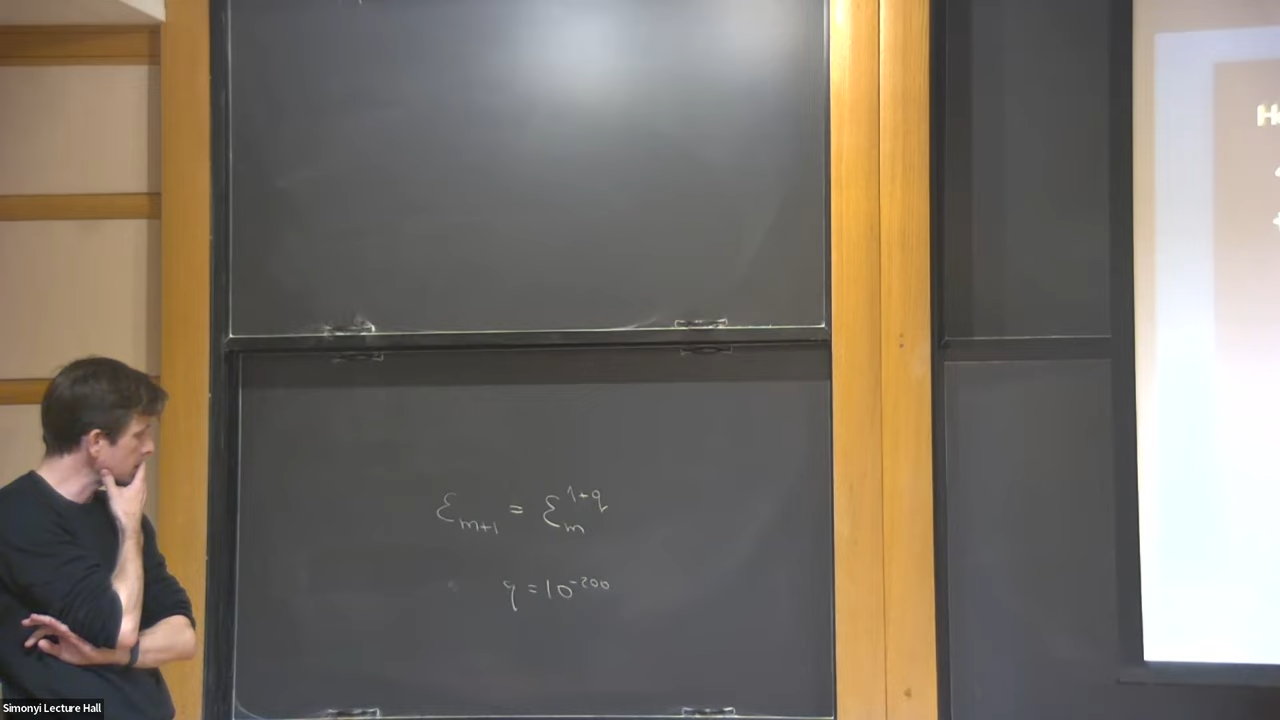 ε_{m+1} = ε_m^{1+q}
q = 10^{-200}
Simonyi Lecture Hall